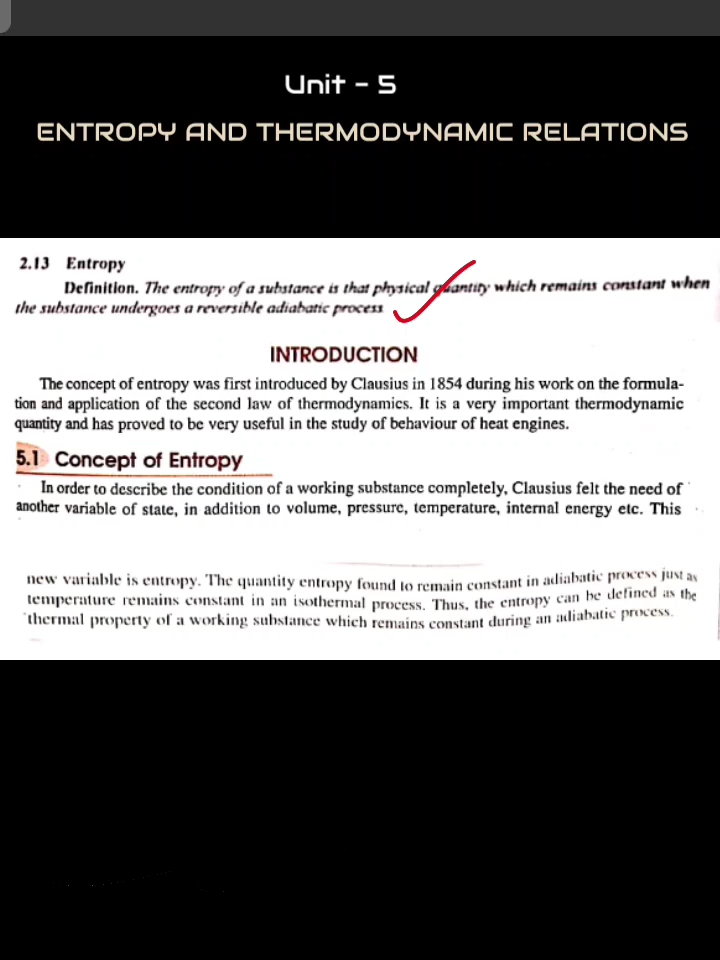 Unit - 5
ENTROPY AND THERMODYNAMIC RELATIONS
2.13 Entropy
Definition. The entropy of a substance is that physical quantity which remains constant when
the substance undergoes a reversible adiabatic process
INTRODUCTION
The concept of entropy was first introduced by Clausius in 1854 during his work on the formula-
tion and application of the second law of thermodynamics. It is a very important thermodynamic
quantity and has proved to be very useful in the study of behaviour of heat engines.
5.1 Concept of Entropy
In order to describe the condition of a working substance completely, Clausius felt the need of
another variable of state, in addition to volume, pressure, temperature, internal energy etc. This
new variable is entropy. The quantity entropy found to remain constant in adiabatic process just as
temperature remains constant in an isothermal process. Thus, the entropy can be defined as the
thermal property of a working substance which remains constant during an adiabatic process.